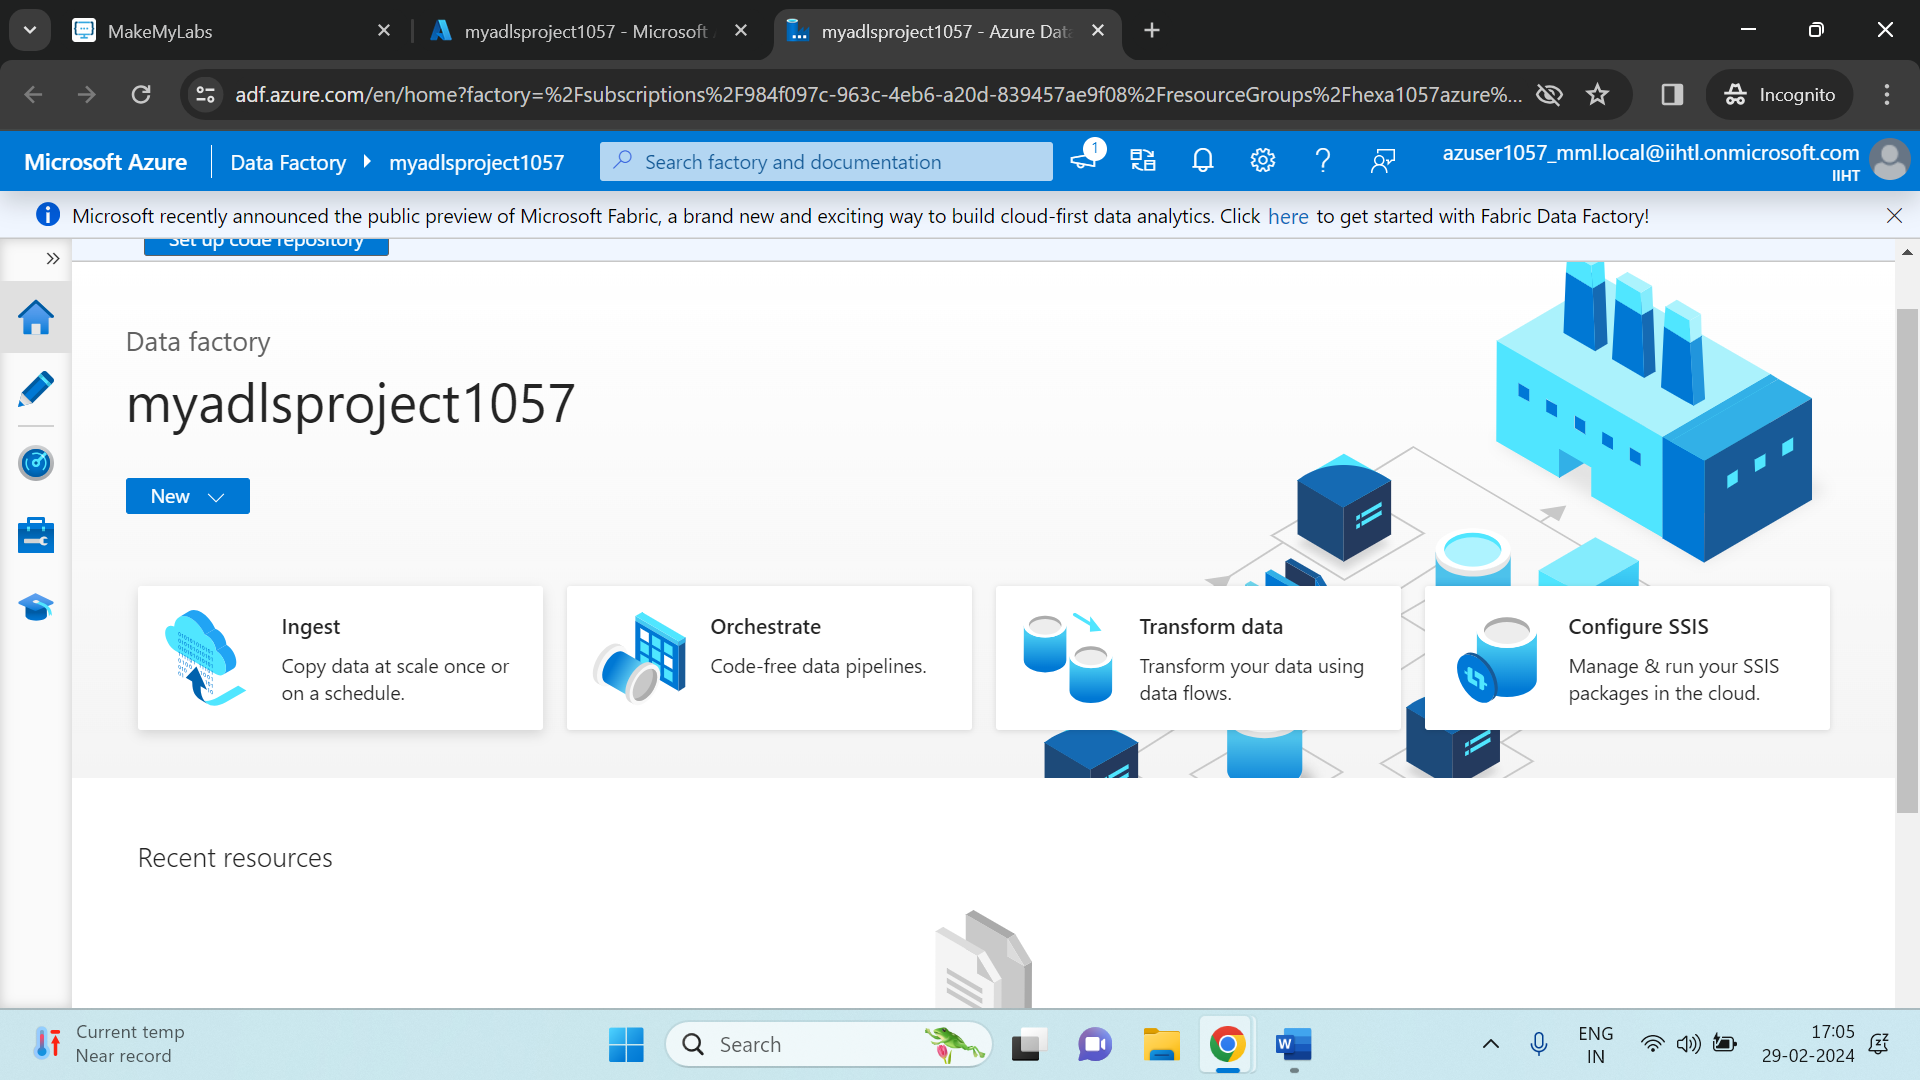 MakeMyLabs
myadlsproject1057 - Microsoft
myadlsproject1057 - Azure Data
adf.azure.com/en/home?factory=%2Fsubscriptions%2F984f097c-963c-4eb6-a20d-839457ae9f08%2FresourceGroups%2Fhexa1057azure%...
Incognito
Microsoft Azure
Data Factory
myadlsproject1057
Search factory and documentation
1
azuser1057_mml.local@iihtl.onmicrosoft.com
IIHT
Microsoft recently announced the public preview of Microsoft Fabric, a brand new and exciting way to build cloud-first data analytics. Click here to get started with Fabric Data Factory!
Set up code repository
Data factory
myadlsproject1057
New
Ingest
Copy data at scale once or
on a schedule.
Orchestrate
Code-free data pipelines.
Transform data
Transform your data using
data flows.
Configure SSIS
Manage & run your SSIS
packages in the cloud.
Recent resources
Current temp
Near record
Search
ENG
IN
17:05
29-02-2024